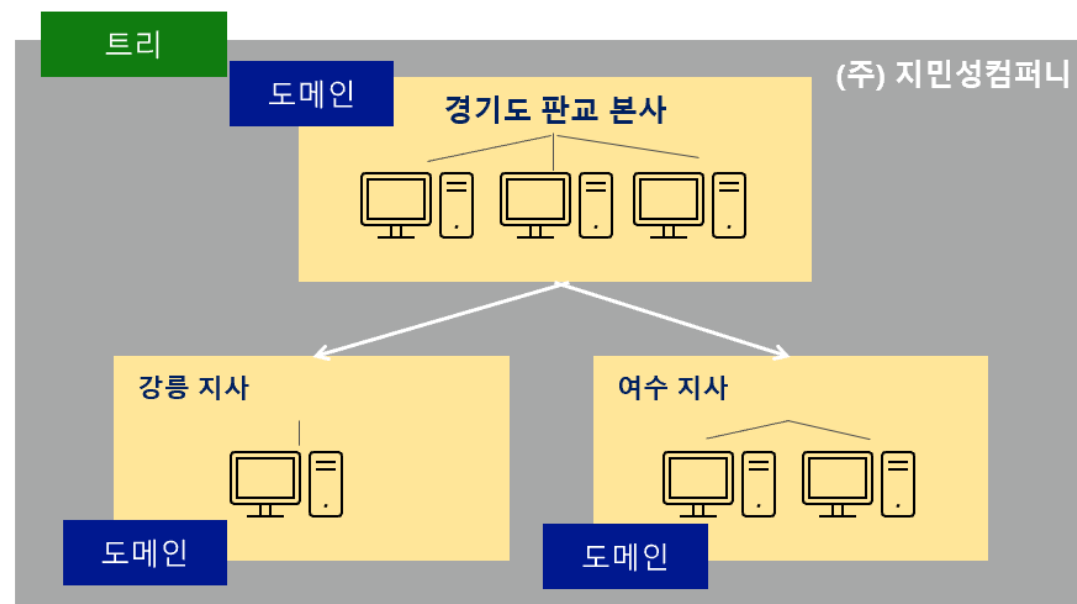 트리
(주) 지민성컴퍼니
도메인
경기도 판교 본사
강릉 지사
여수 지사
도메인
도메인